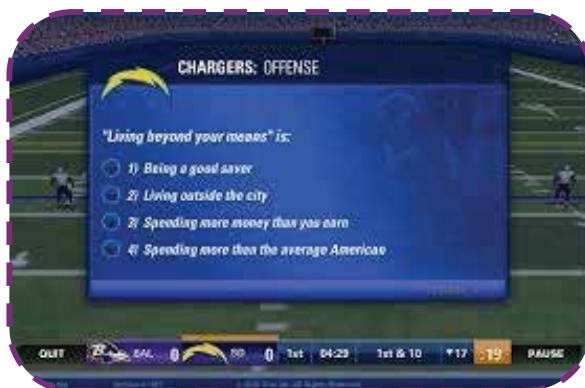 CHARGERS: OFFENSE
"Living beyond your means" is:
1) Being a good saver
2) Living outside the city
3) Spending more money than you earn
4) Spending more than the average American
QUIT BAL 0 SD 0 1st 04:29 1st & 10 17 :19 PAUSE